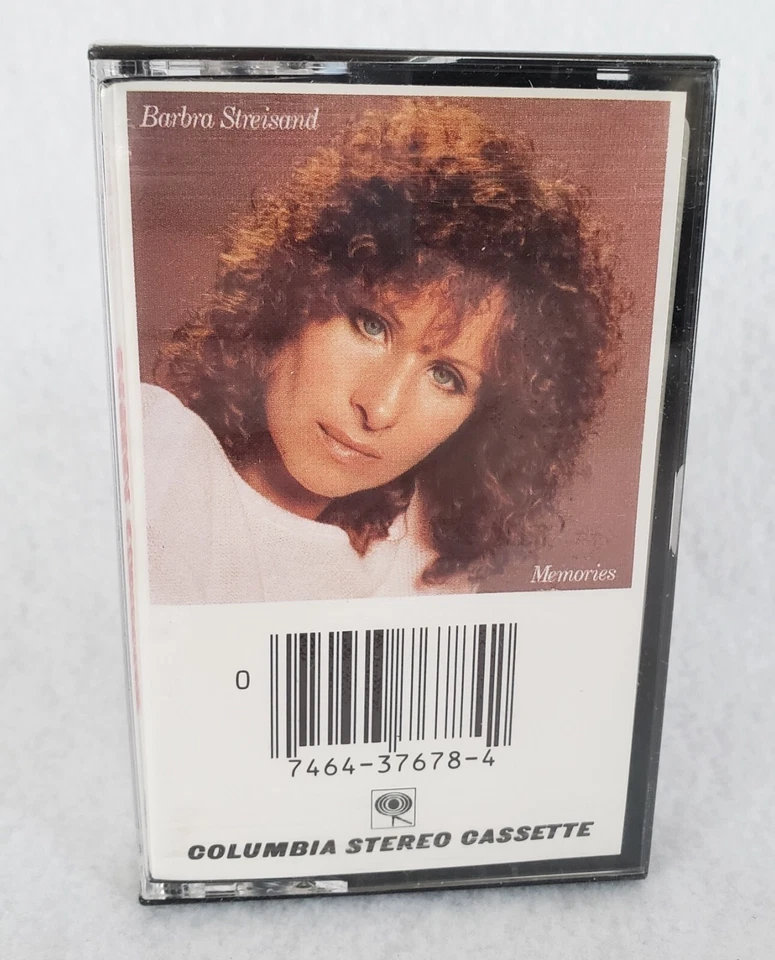 Barbra Streisand
Memories
0
7464-37678-4
COLUMBIA STEREO CASSETTE